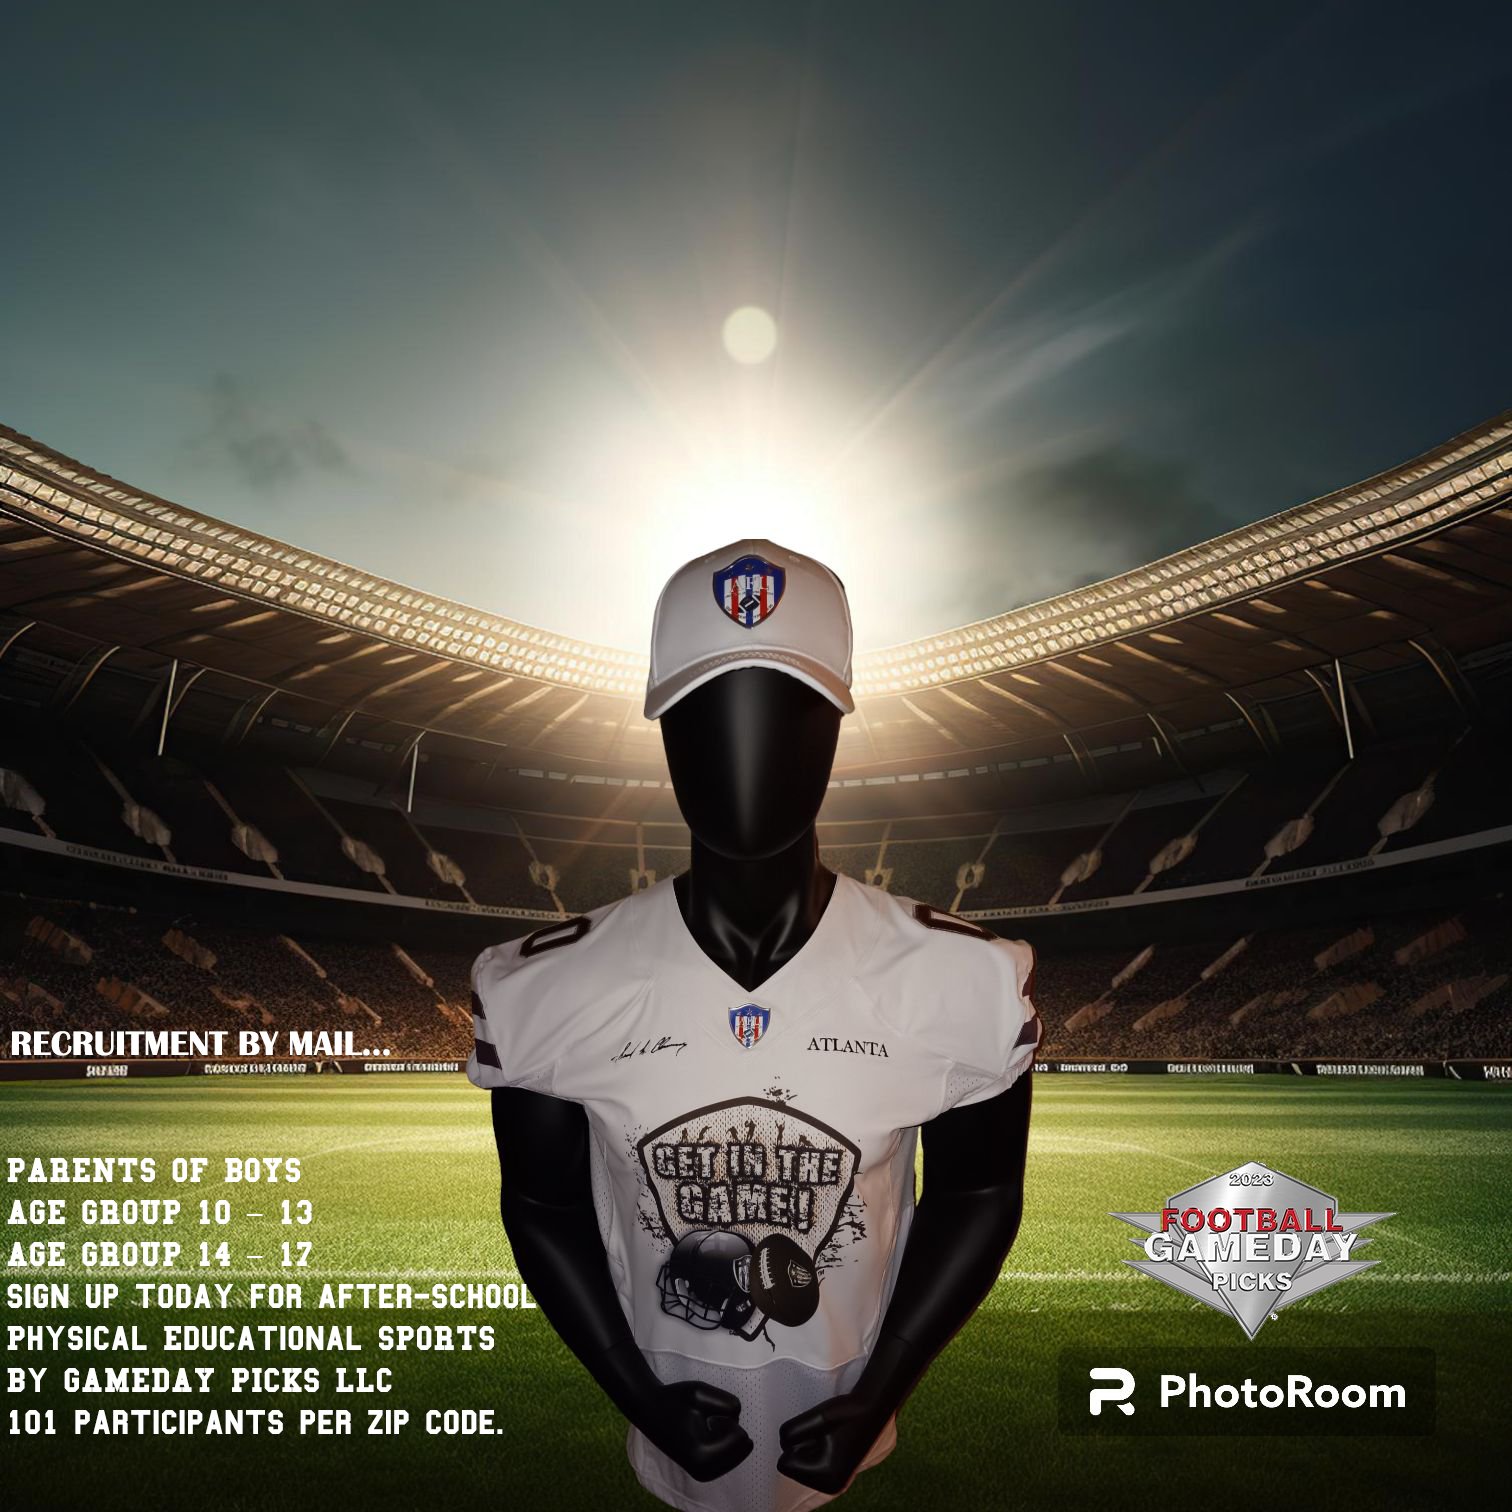 ATLANTA
GET IN THE
GAME!
RECRUITMENT BY MAIL...
PARENTS OF BOYS
AGE GROUP 10 – 13
AGE GROUP 14 – 17
SIGN UP TODAY FOR AFTER-SCHOOL
PHYSICAL EDUCATIONAL SPORTS
BY GAMEDAY PICKS LLC
101 PARTICIPANTS PER ZIP CODE.
2023
FOOTBALL
GAMEDAY
PICKS
PhotoRoom